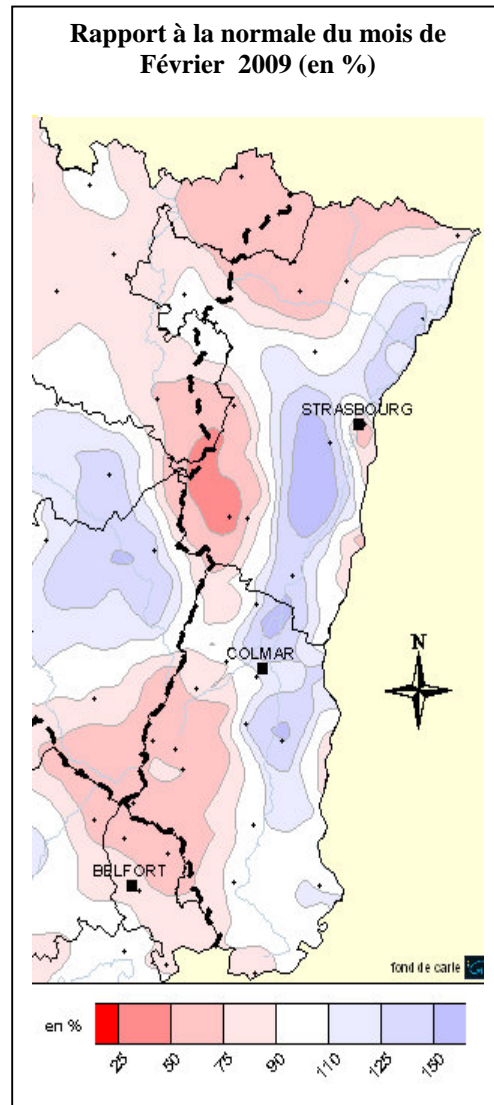 Rapport à la normale du mois de
Février 2009 (en %)
STRASBOURG
COLMAR
N
BELFORT
fond de carte
en %
25
50
75
90
110
125
150